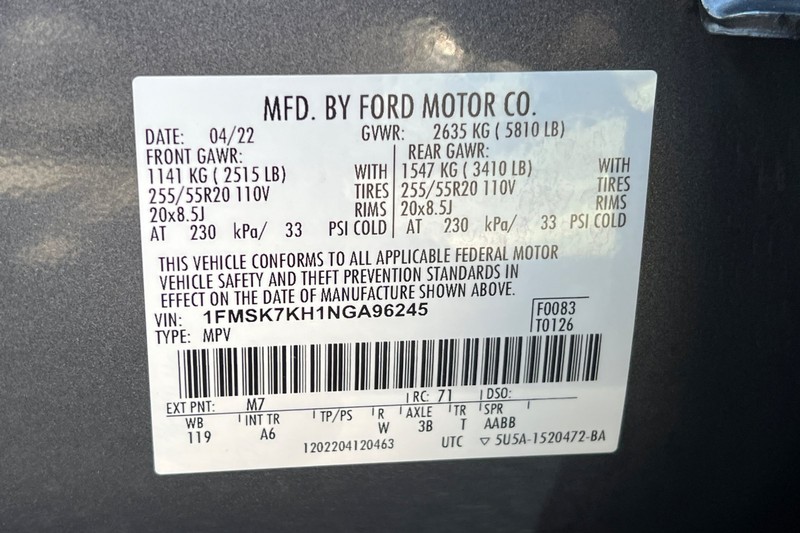 MFD. BY FORD MOTOR CO.
DATE: 04/22 GVWR: 2635 KG ( 5810 LB)
FRONT GAWR: REAR GAWR:
1141 KG ( 2515 LB) WITH 1547 KG ( 3410 LB) WITH
255/55R20 110V TIRES 255/55R20 110V TIRES
20x8.5J RIMS 20x8.5J RIMS
AT 230 kPa/ 33 PSI COLD AT 230 kPa/ 33 PSI COLD
THIS VEHICLE CONFORMS TO ALL APPLICABLE FEDERAL MOTOR
VEHICLE SAFETY AND THEFT PREVENTION STANDARDS IN
EFFECT ON THE DATE OF MANUFACTURE SHOWN ABOVE.
VIN: 1FMSK7KH1NGA96245 F0083
TYPE: MPV T0126
EXT PNT: M7 RC: 71 DSO:
WB INT TR TP/PS R AXLE TR SPR
119 A6 W 3B T AABB
1202204120463 UTC ▽ 5U5A-1520472-BA